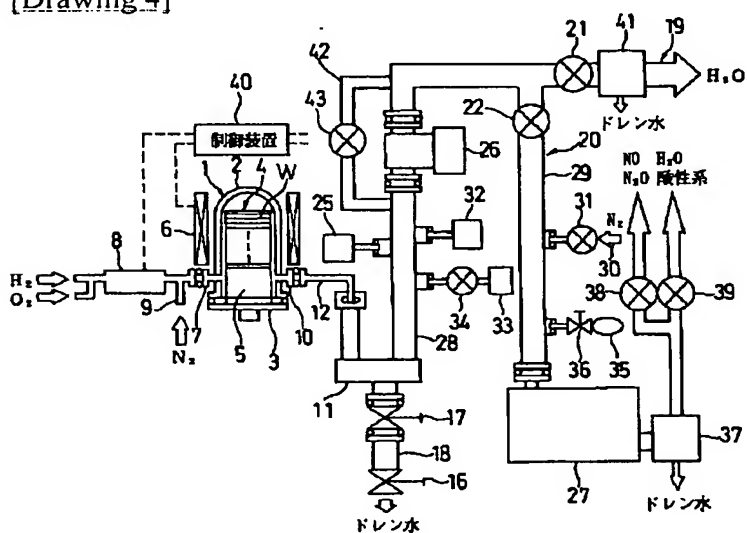 [Drawing 4]
21 41 19
42
H₂O
40
43
22
ドレン水
制御装置
1 2 4 W
26
20
NO H₂O
N₂O 酸性系
29
32
31
6
25
N₂
8
30
H₂
O₂
38 39
34
33
9
7
5
10
12
28
36
35
N₂
3
11
17
37
18
16
27
ドレン水
ドレン水